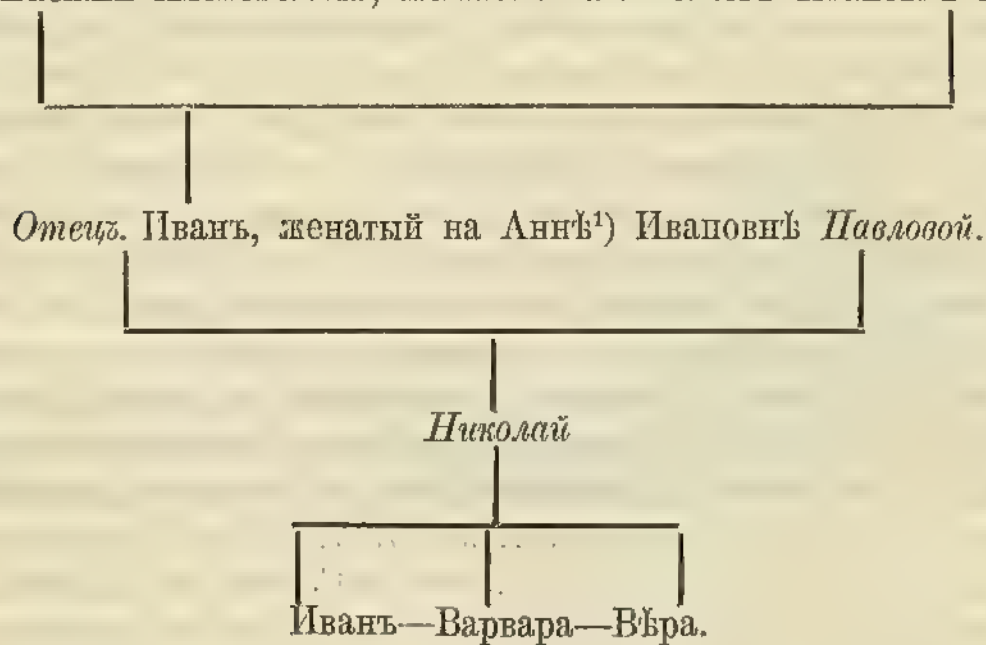 Отецъ. Иванъ, женатый на Аннѣ¹) Ивановнѣ Павловой.
Николай
Иванъ—Варвара—Вѣра.